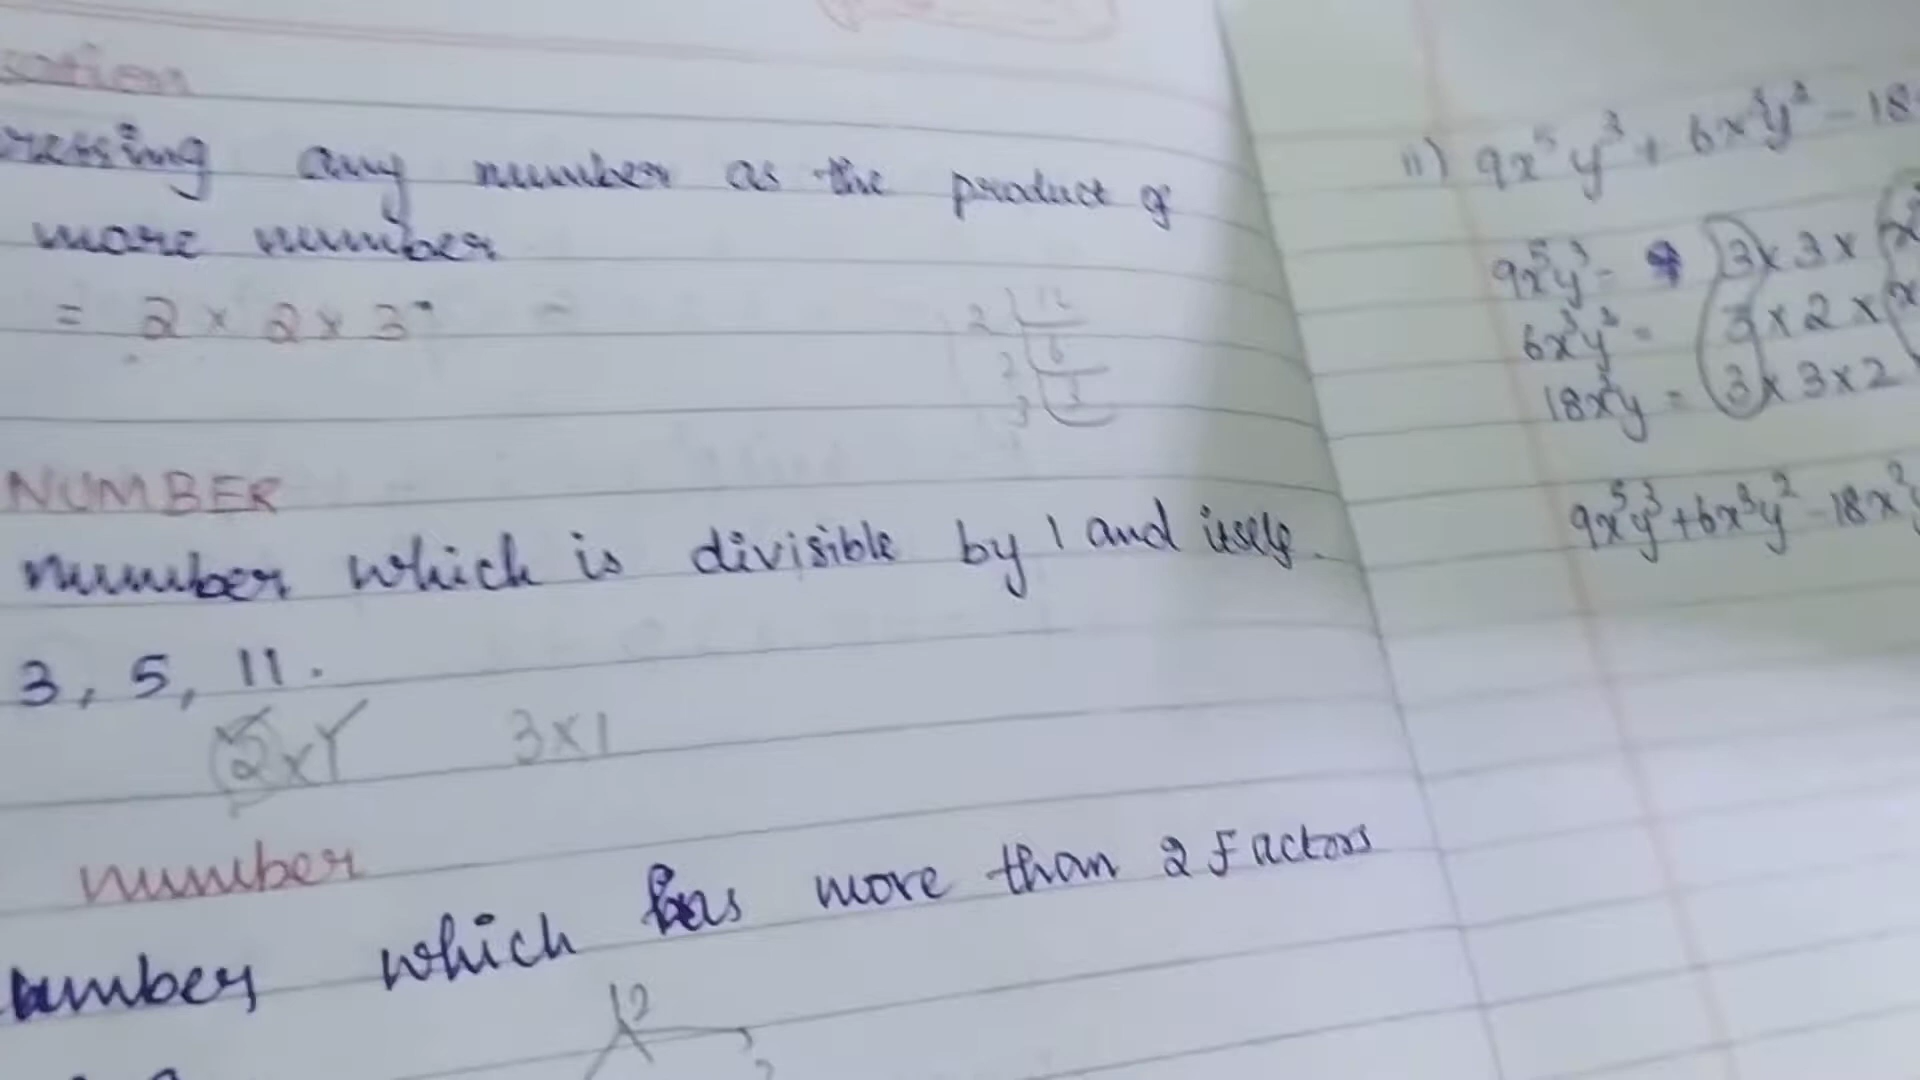 any number as the product of
more number
= 2 × 2 × 3
2 12
2 6
3 3
NUMBER
number which is divisible by 1 and itself.
3, 5, 11.
2×1 3×1
number
number which has more than 2 Factors
12
ii) 9x⁵y³ + 6x³y² - 18
9x⁵y³ - 3×3×
6x³y² = 3×2×x
18x²y = 3×3×2
9x⁵y³+6x³y²-18x²y